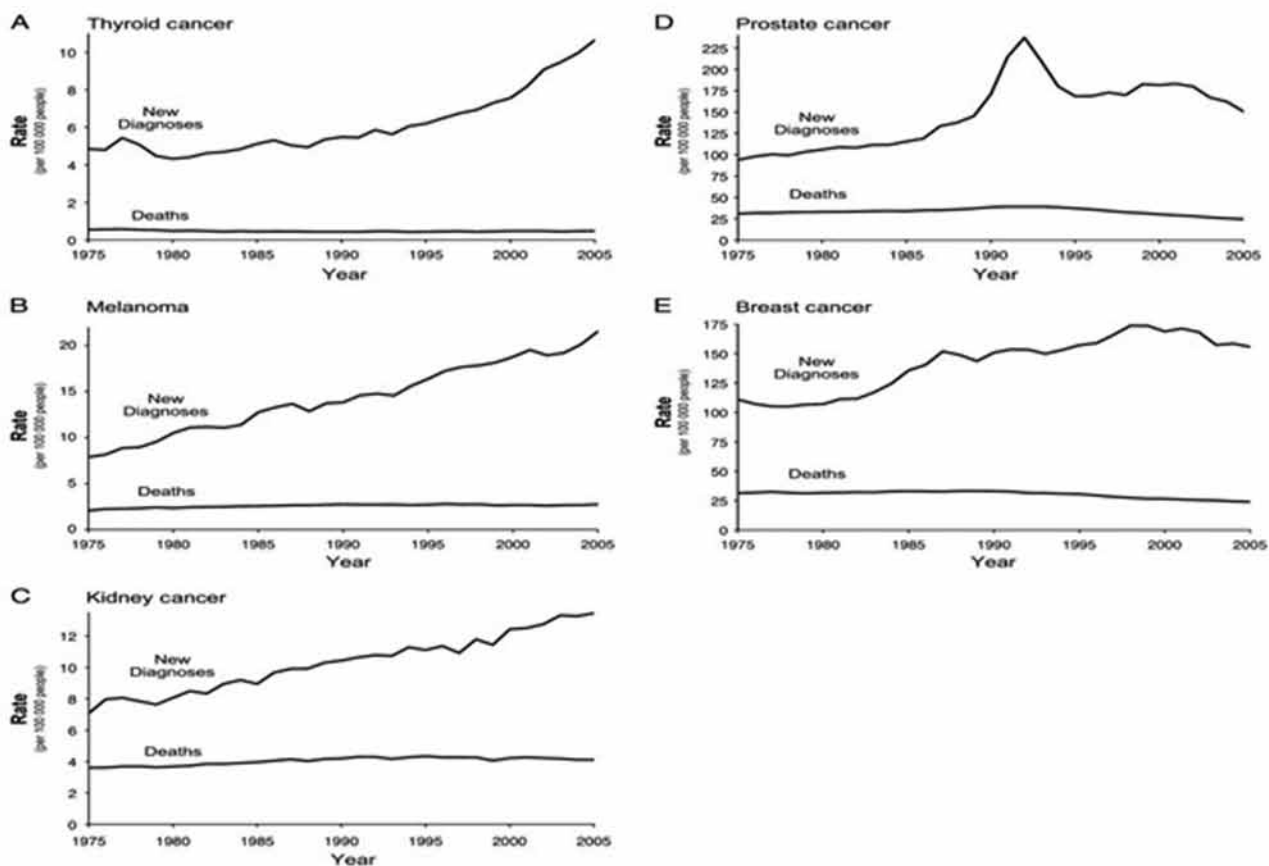 A Thyroid cancer
Rate
(per 100 000 people)
10
8
6
4
2
0
New
Diagnoses
Deaths
1975 1980 1985 1990 1995 2000 2005
Year
B Melanoma
Rate
(per 100 000 people)
20
15
10
5
0
New
Diagnoses
Deaths
1975 1980 1985 1990 1995 2000 2005
Year
C Kidney cancer
Rate
(per 100 000 people)
12
10
8
6
4
2
0
New
Diagnoses
Deaths
1975 1980 1985 1990 1995 2000 2005
Year
D Prostate cancer
Rate
(per 100 000 people)
225
200
175
150
125
100
75
50
25
0
New
Diagnoses
Deaths
1975 1980 1985 1990 1995 2000 2005
Year
E Breast cancer
Rate
(per 100 000 people)
175
150
125
100
75
50
25
0
New
Diagnoses
Deaths
1975 1980 1985 1990 1995 2000 2005
Year